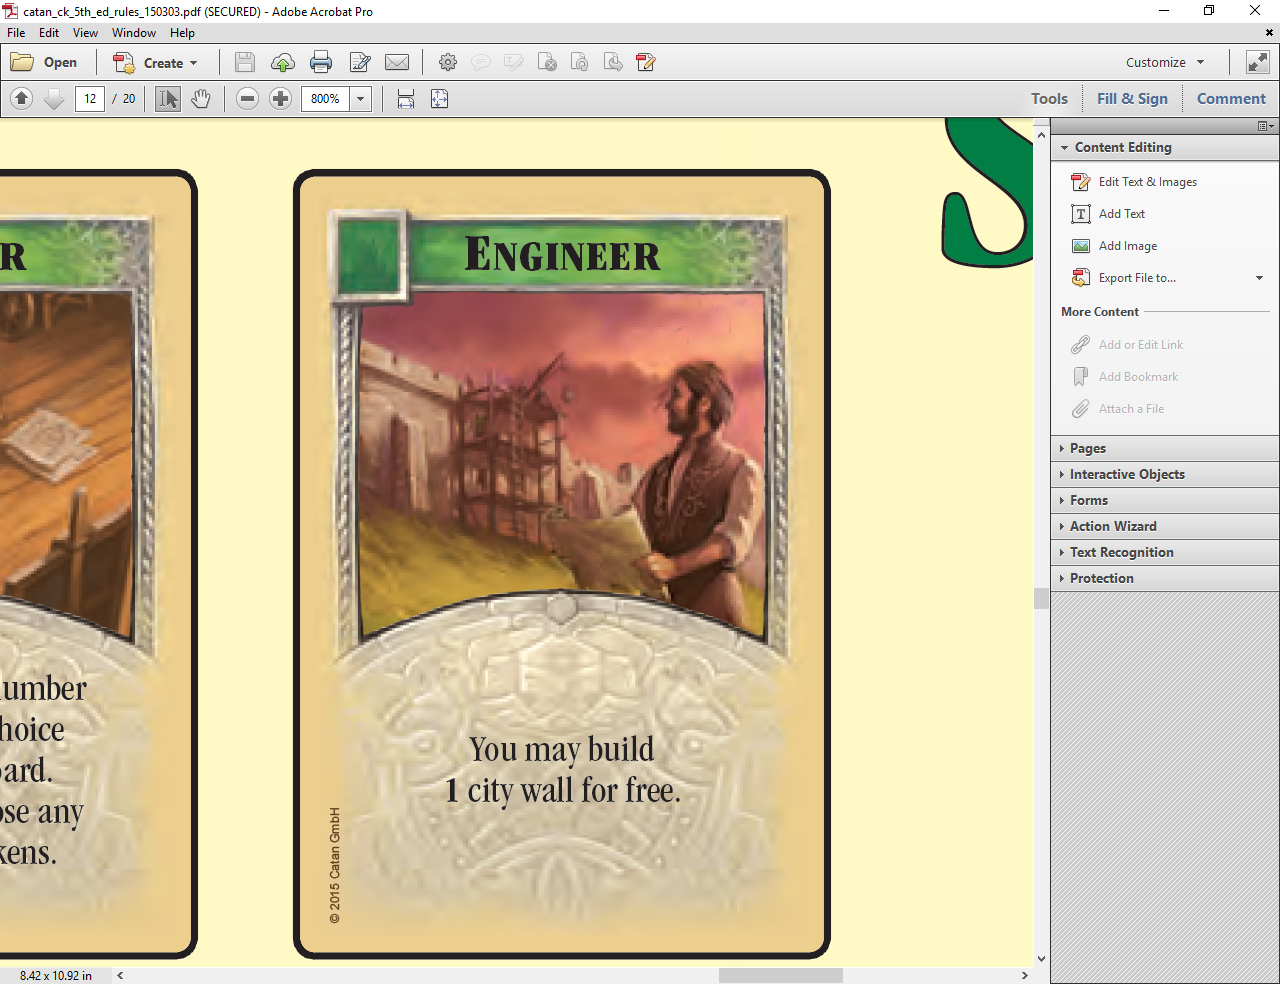 catan_ck_5th_ed_rules_150303.pdf (SECURED) - Adobe Acrobat Pro
File Edit View Window Help
Open Create Customize
12 / 20 800% Tools Fill & Sign Comment
Content Editing
Edit Text & Images
Add Text
Add Image
Export File to...
More Content
Add or Edit Link
Add Bookmark
Attach a File
Pages
Interactive Objects
Forms
Action Wizard
Text Recognition
Protection
R
umber
hoice
ard.
ose any
kens.
S
ENGINEER
You may build
1 city wall for free.
© 2015 Catan GmbH
8.42 x 10.92 in